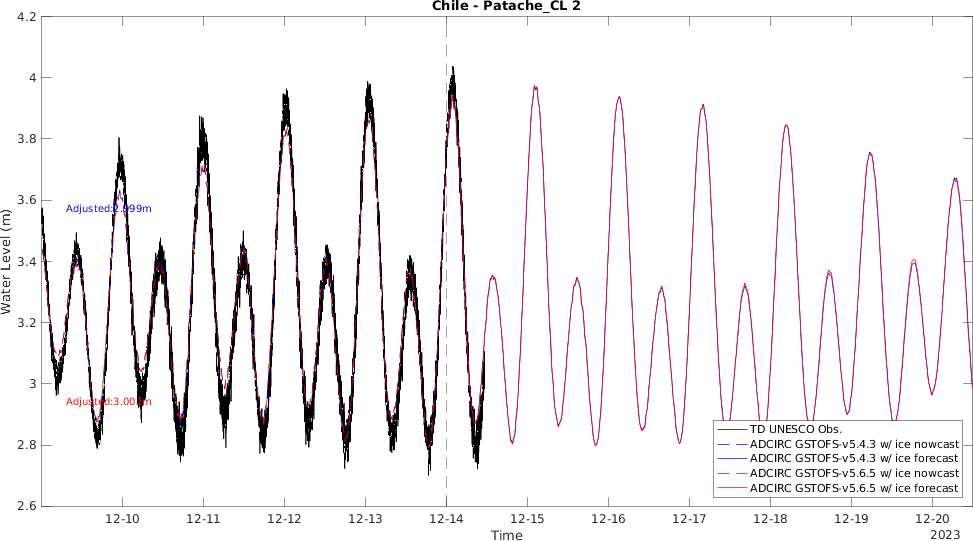 Chile - Patache_CL 2
4.2
4
3.8
3.6
3.4
3.2
3
2.8
2.6
Water Level (m)
Adjusted:2.999m
TD UNESCO Obs.
ADCIRC GSTOFS-v5.4.3 w/ ice nowcast
ADCIRC GSTOFS-v5.4.3 w/ ice forecast
ADCIRC GSTOFS-v5.6.5 w/ ice nowcast
ADCIRC GSTOFS-v5.6.5 w/ ice forecast
12-10 12-11 12-12 12-13 12-14 12-15 12-16 12-17 12-18 12-19 12-20
Time
2023